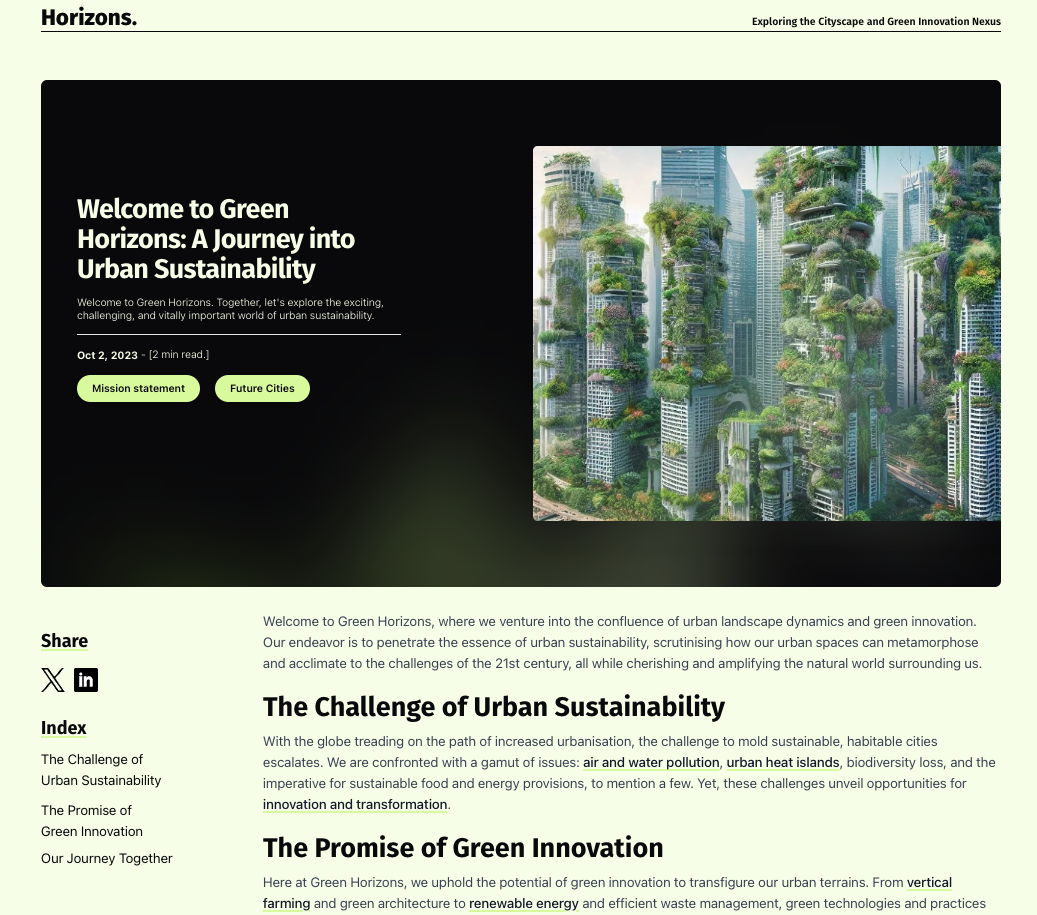 Horizons.
Exploring the Cityscape and Green Innovation Nexus
Welcome to Green
Horizons: A Journey into
Urban Sustainability
Welcome to Green Horizons. Together, let's explore the exciting,
challenging, and vitally important world of urban sustainability.
Oct 2, 2023 - [2 min read.]
Mission statement
Future Cities
Share
in
Index
The Challenge of
Urban Sustainability
The Promise of
Green Innovation
Our Journey Together
Welcome to Green Horizons, where we venture into the confluence of urban landscape dynamics and green innovation.
Our endeavor is to penetrate the essence of urban sustainability, scrutinising how our urban spaces can metamorphose
and acclimate to the challenges of the 21st century, all while cherishing and amplifying the natural world surrounding us.
The Challenge of Urban Sustainability
With the globe treading on the path of increased urbanisation, the challenge to mold sustainable, habitable cities
escalates. We are confronted with a gamut of issues: air and water pollution, urban heat islands, biodiversity loss, and the
imperative for sustainable food and energy provisions, to mention a few. Yet, these challenges unveil opportunities for
innovation and transformation.
The Promise of Green Innovation
Here at Green Horizons, we uphold the potential of green innovation to transfigure our urban terrains. From vertical
farming and green architecture to renewable energy and efficient waste management, green technologies and practices